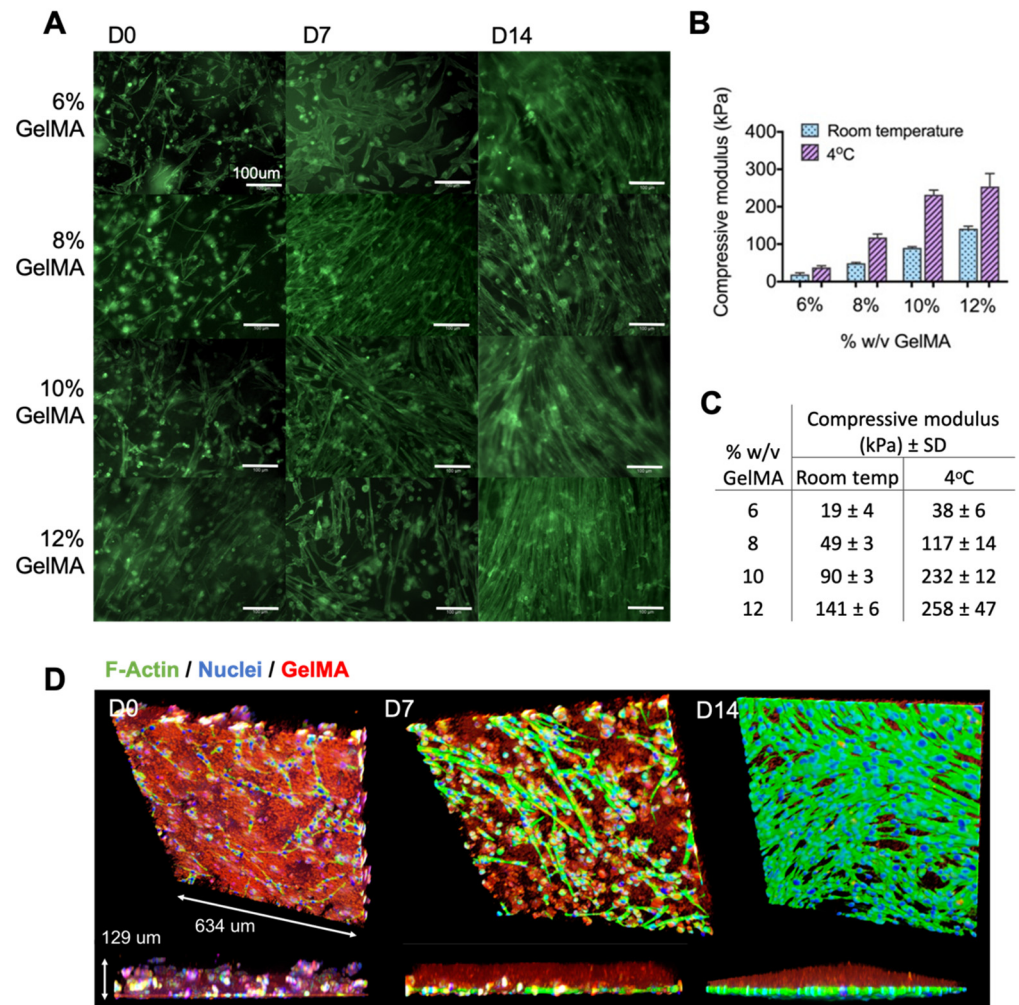 A
D0 D7 D14
6%
GelMA
100um
8%
GelMA
10%
GelMA
12%
GelMA
B
Compressive modulus (kPa)
400
300
200
100
0
Room temperature
4°C
6% 8% 10% 12%
% w/v GelMA
C
% w/v
GelMA
Compressive modulus
(kPa) ± SD
Room temp 4°C
6 19 ± 4 38 ± 6
8 49 ± 3 117 ± 14
10 90 ± 3 232 ± 12
12 141 ± 6 258 ± 47
D
F-Actin / Nuclei / GelMA
D0 D7 D14
634 um
129 um